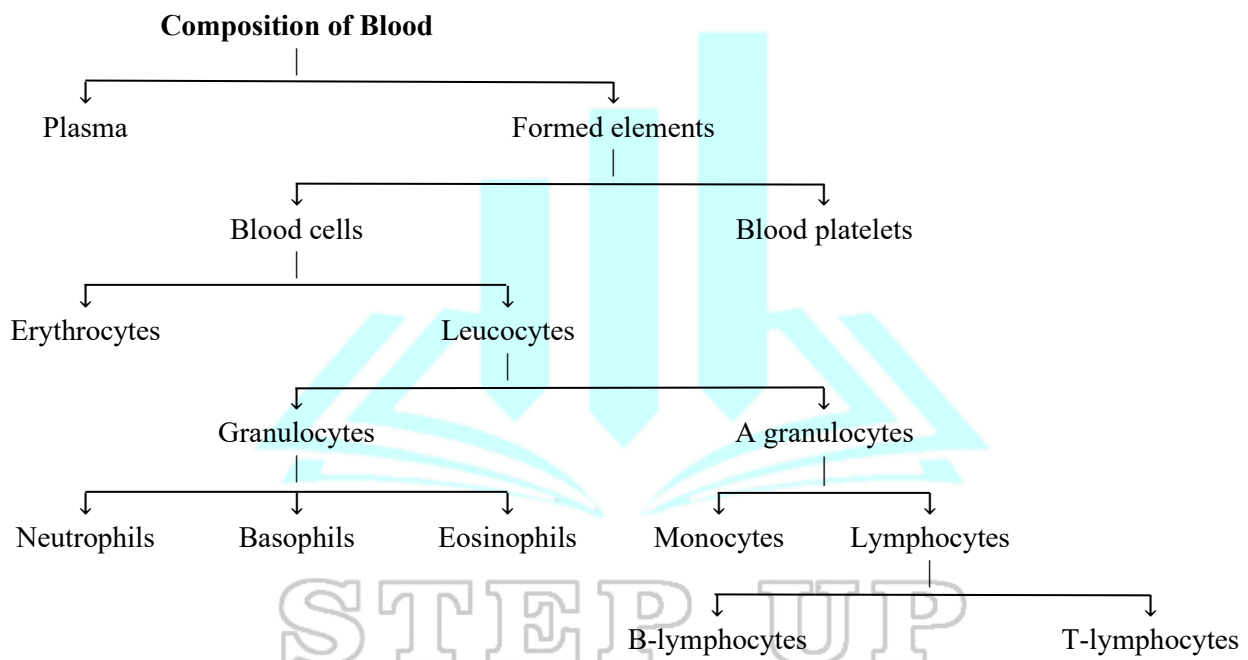 Composition of Blood
Plasma Formed elements
Blood cells Blood platelets
Erythrocytes Leucocytes
Granulocytes A granulocytes
Neutrophils Basophils Eosinophils Monocytes Lymphocytes
STEP UP
B-lymphocytes T-lymphocytes